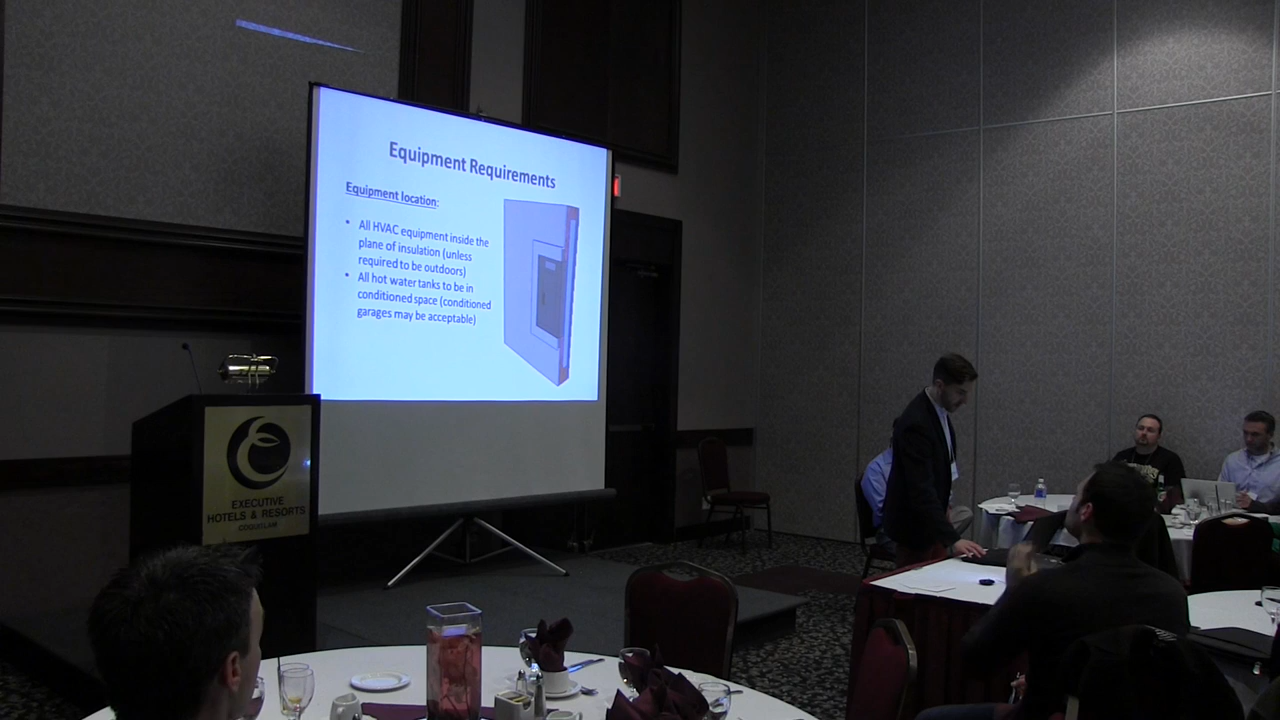 Equipment Requirements
Equipment location:
• All HVAC equipment inside the
plane of insulation (unless
required to be outdoors)
• All hot water tanks to be in
conditioned space (conditioned
garages may be acceptable)
EXECUTIVE
HOTELS & RESORTS
COQUITLAM